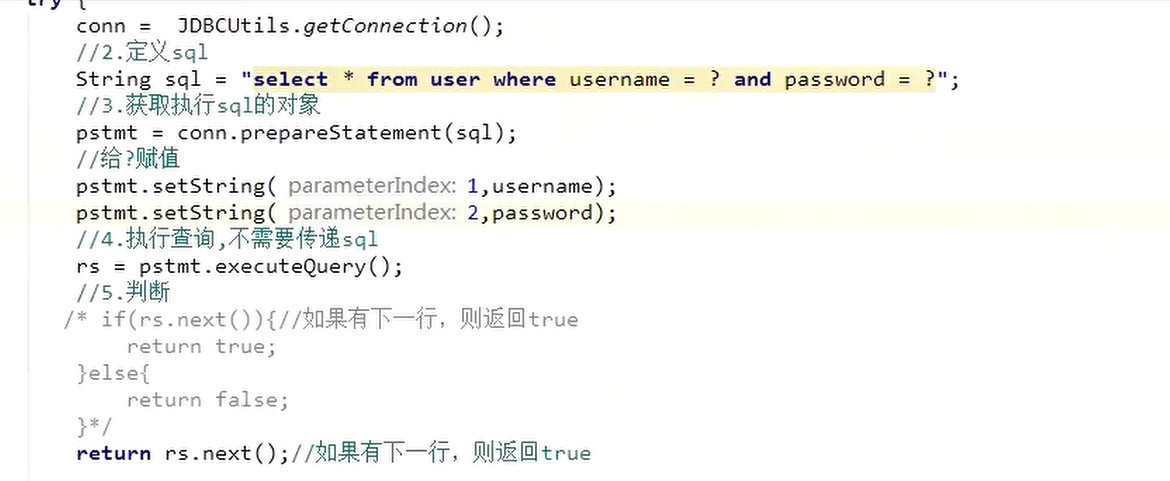 try {
conn = JDBCUtils.getConnection();
//2.定义sql
String sql = "select * from user where username = ? and password = ?";
//3.获取执行sql的对象
pstmt = conn.prepareStatement(sql);
//给?赋值
pstmt.setString( parameterIndex: 1,username);
pstmt.setString( parameterIndex: 2,password);
//4.执行查询,不需要传递sql
rs = pstmt.executeQuery();
//5.判断
/* if(rs.next()){//如果有下一行，则返回true
return true;
}else{
return false;
}*/
return rs.next();//如果有下一行，则返回true